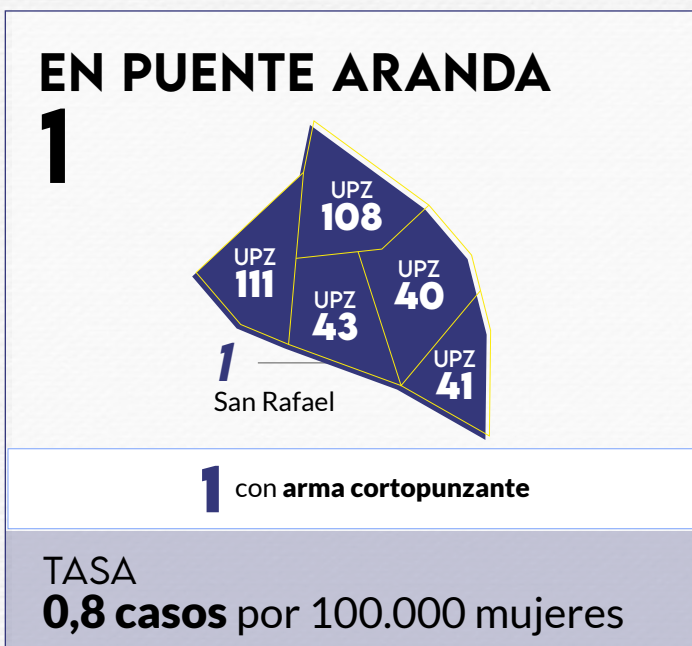 EN PUENTE ARANDA
1
UPZ
108
UPZ
111
UPZ
40
UPZ
43
UPZ
41
1
San Rafael
1 con arma cortopunzante
TASA
0,8 casos por 100.000 mujeres